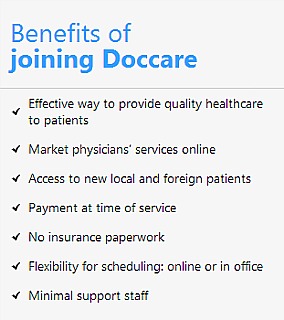 Benefits of
joining Doccare
Effective way to provide quality healthcare
to patients
Market physicians' services online
Access to new local and foreign patients
Payment at time of service
No insurance paperwork
Flexibility for scheduling: online or in office
Minimal support staff